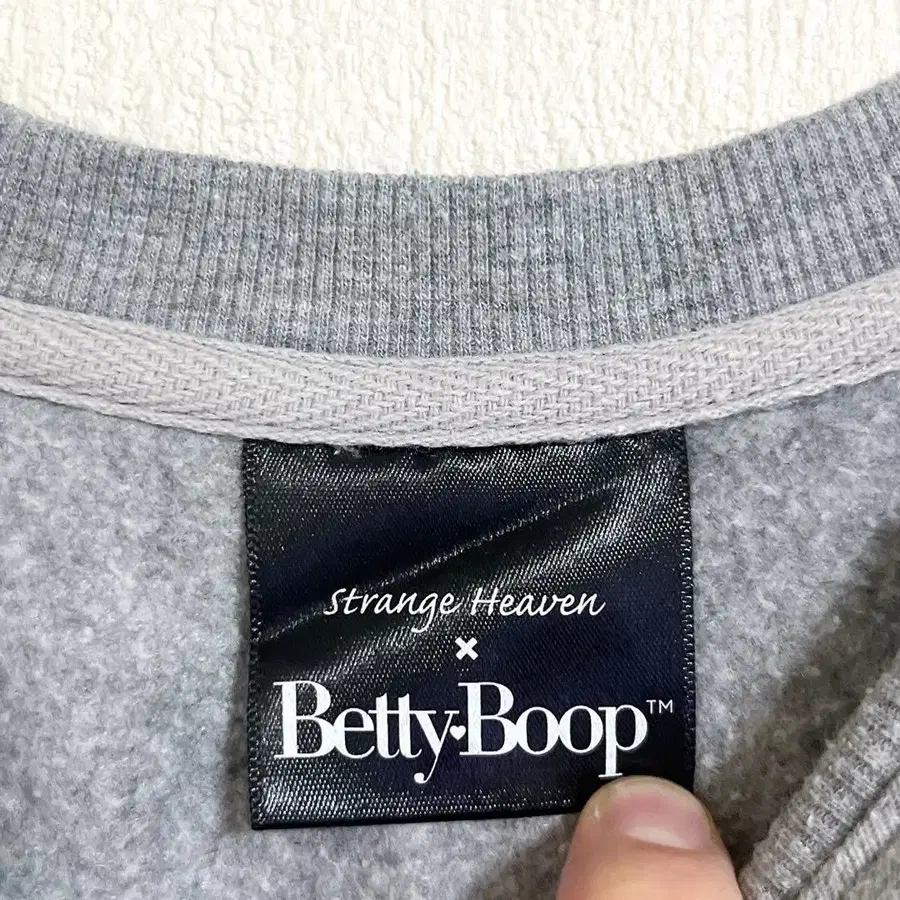 Strange Heaven
×
Betty♥Boop™